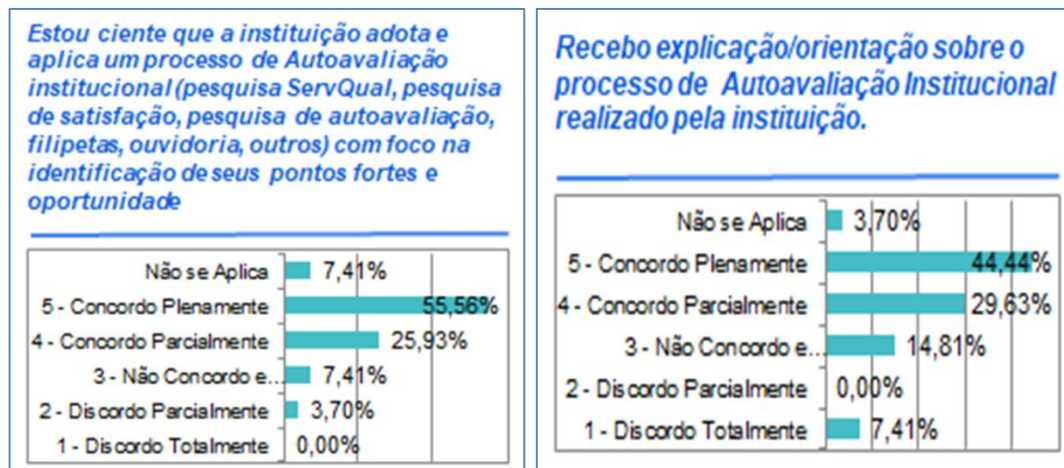 Estou ciente que a instituição adota e
aplica um processo de Autoavaliação
institucional (pesquisa ServQual, pesquisa
de satisfação, pesquisa de autoavaliação,
filipetas, ouvidoria, outros) com foco na
identificação de seus pontos fortes e
oportunidade
Não se Aplica 7,41%
5 - Concordo Plenamente 55,56%
4 - Concordo Parcialmente 25,93%
3 - Não Concordo e... 7,41%
2 - Discordo Parcialmente 3,70%
1 - Discordo Totalmente 0,00%
Recebo explicação/orientação sobre o
processo de Autoavaliação Institucional
realizado pela instituição.
Não se Aplica 3,70%
5 - Concordo Plenamente 44,44%
4 - Concordo Parcialmente 29,63%
3 - Não Concordo e... 14,81%
2 - Discordo Parcialmente 0,00%
1 - Discordo Totalmente 7,41%